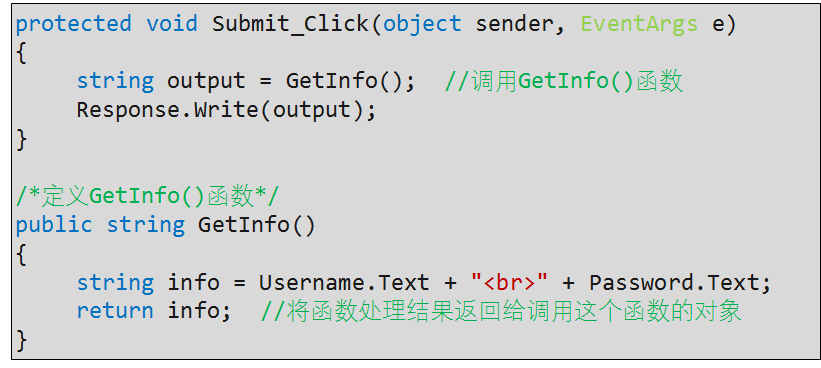 protected void Submit_Click(object sender, EventArgs e)
{
string output = GetInfo(); //调用GetInfo()函数
Response.Write(output);
}
/*定义GetInfo()函数*/
public string GetInfo()
{
string info = Username.Text + "<br>" + Password.Text;
return info; //将函数处理结果返回给调用这个函数的对象
}